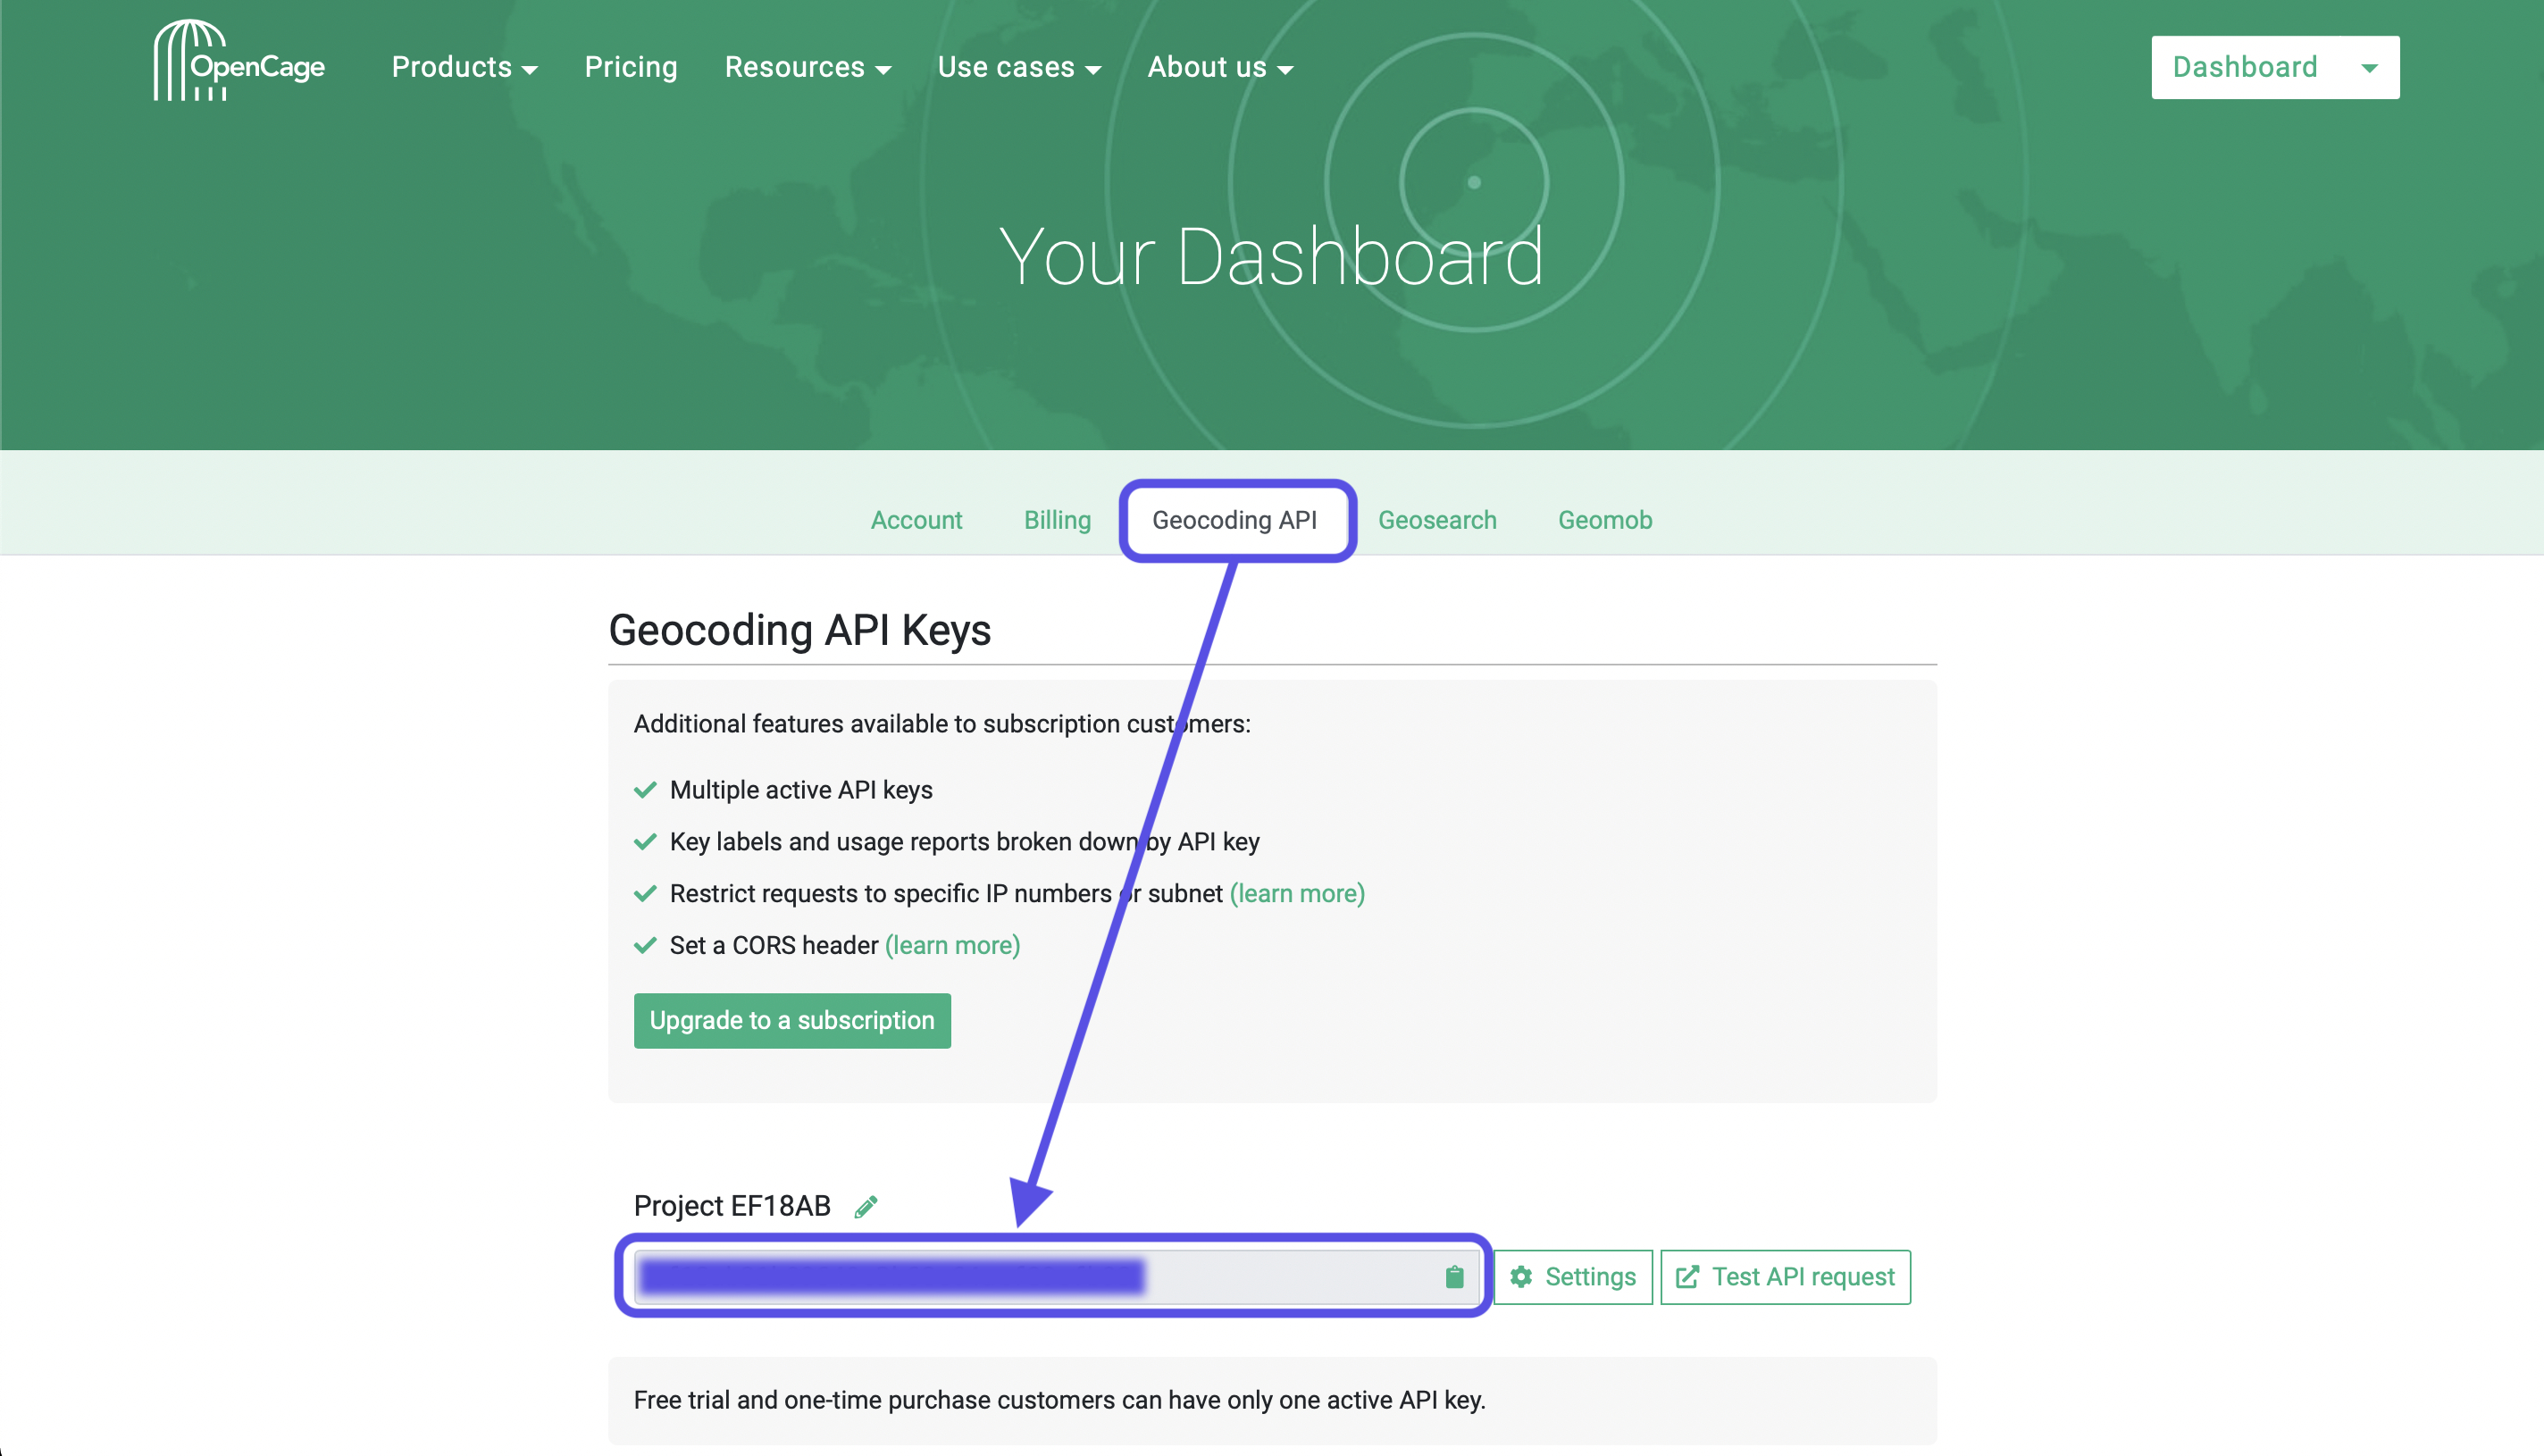 OpenCage
Products
Pricing
Resources
Use cases
About us
Dashboard
Your Dashboard
Account
Billing
Geocoding API
Geosearch
Geomob
Geocoding API Keys
Additional features available to subscription customers:
Multiple active API keys
Key labels and usage reports broken down by API key
Restrict requests to specific IP numbers or subnet (learn more)
Set a CORS header (learn more)
Upgrade to a subscription
Project EF18AB
Settings
Test API request
Free trial and one-time purchase customers can have only one active API key.